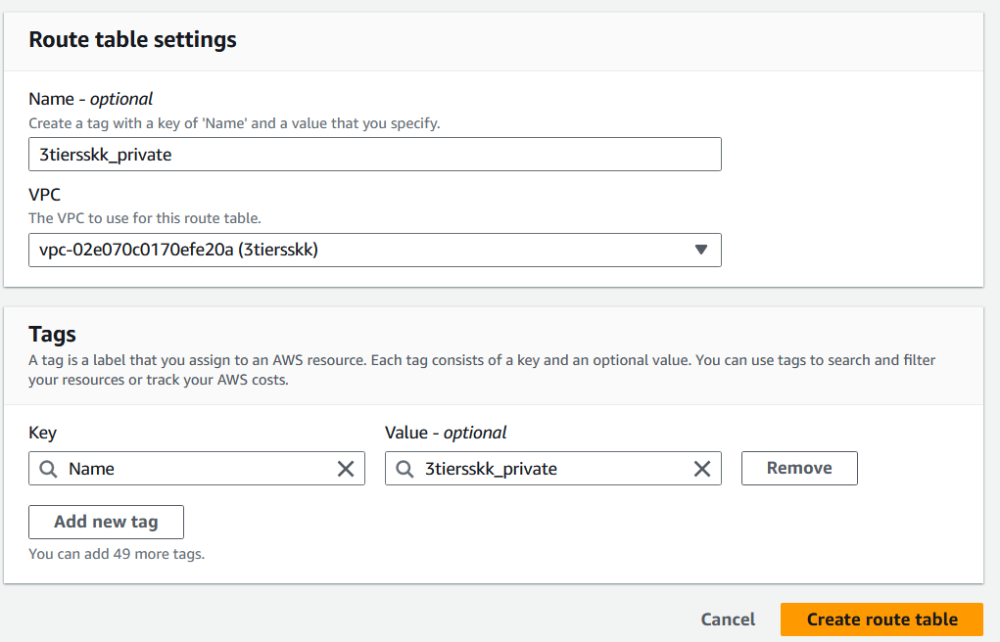 Route table settings
Name - optional
Create a tag with a key of 'Name' and a value that you specify.
3tiersskk_private
VPC
The VPC to use for this route table.
vpc-02e070c0170efe20a (3tiersskk)
Tags
A tag is a label that you assign to an AWS resource. Each tag consists of a key and an optional value. You can use tags to search and filter
your resources or track your AWS costs.
Key
Value - optional
Name
3tiersskk_private
Remove
Add new tag
You can add 49 more tags.
Cancel
Create route table